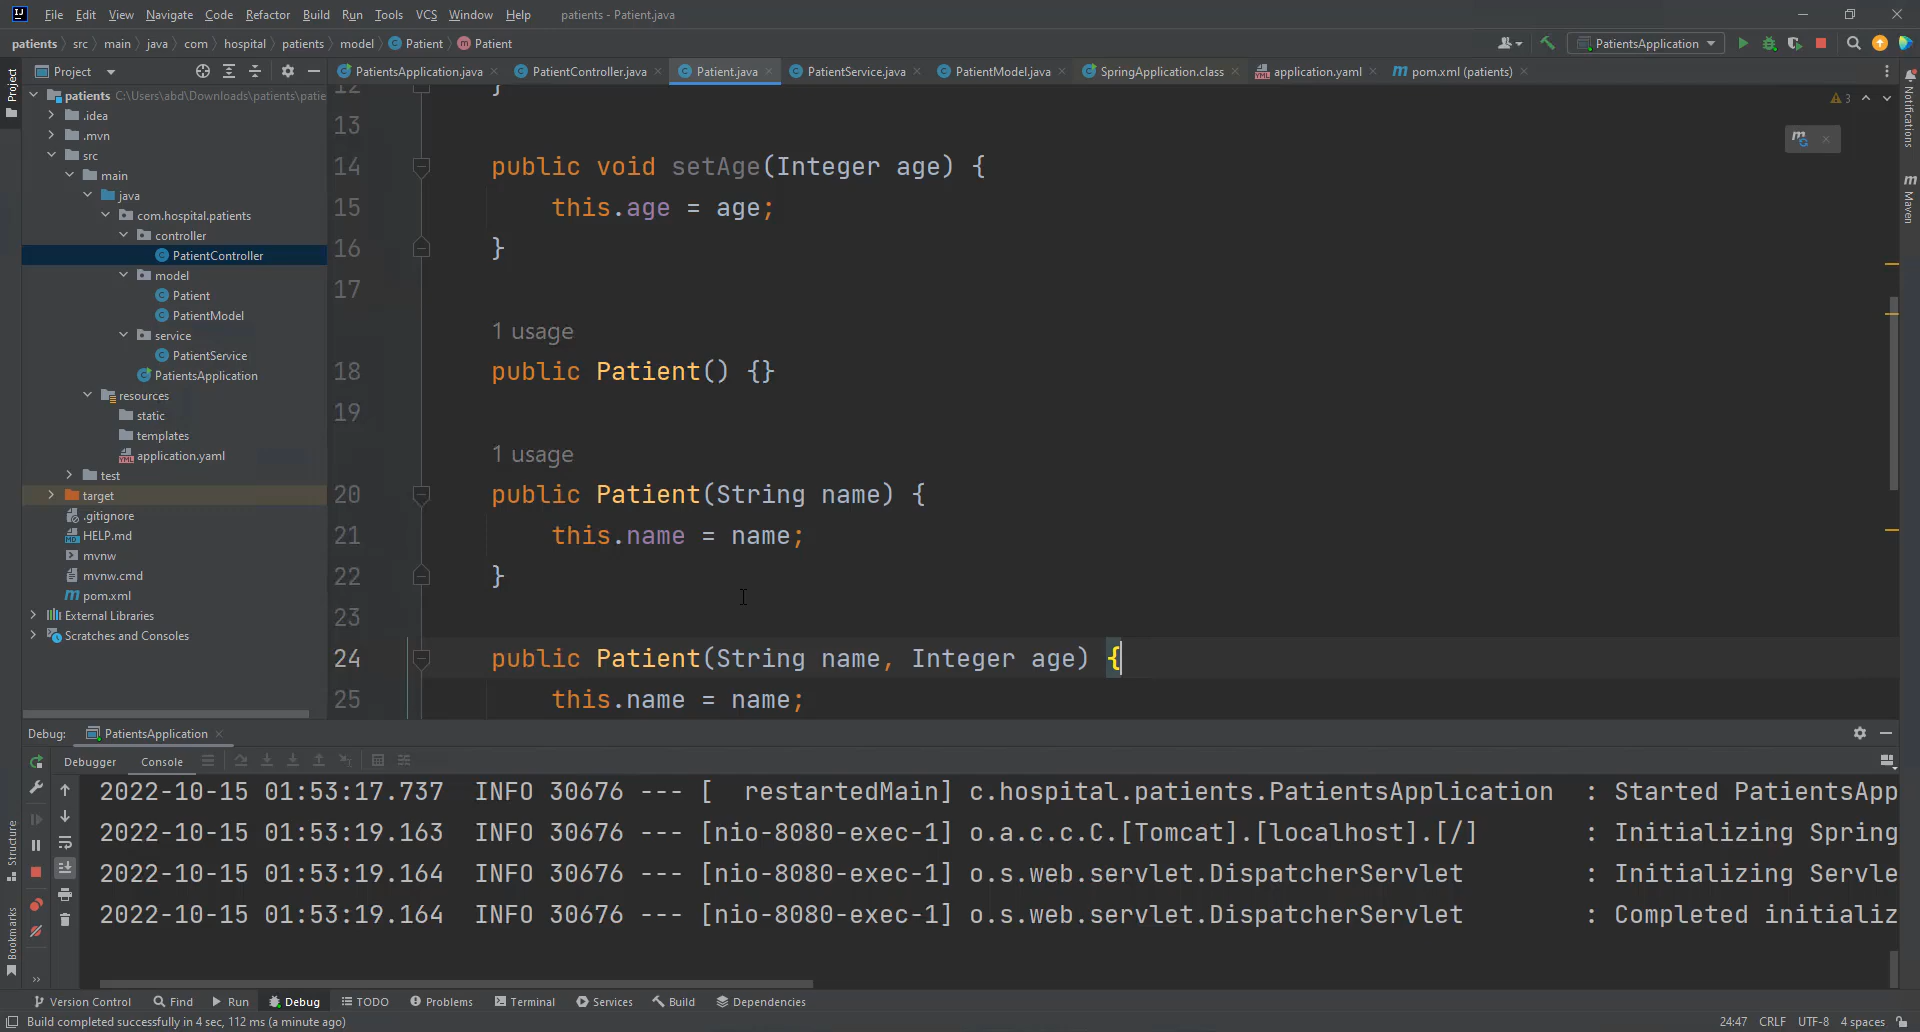 File Edit View Navigate Code Refactor Build Run Tools VCS Window Help patients - Patient.java
patients src main java com hospital patients model Patient Patient PatientsApplication
Project PatientsApplication.java PatientController.java Patient.java PatientService.java PatientModel.java SpringApplication.class application.yaml pom.xml (patients)
Project
Notifications
Maven
patients C:\Users\abd\Downloads\patients\patie
.idea
.mvn
src
main
java
com.hospital.patients
controller
PatientController
model
Patient
PatientModel
service
PatientService
PatientsApplication
resources
static
templates
application.yaml
test
target
.gitignore
HELP.md
mvnw
mvnw.cmd
pom.xml
External Libraries
Scratches and Consoles
3
12 }
13
14 public void setAge(Integer age) {
15 this.age = age;
16 }
17
1 usage
18 public Patient() {}
19
1 usage
20 public Patient(String name) {
21 this.name = name;
22 }
23
24 public Patient(String name, Integer age) {
25 this.name = name;
Debug: PatientsApplication
Debugger Console
Structure
Bookmarks
2022-10-15 01:53:17.737 INFO 30676 --- [ restartedMain] c.hospital.patients.PatientsApplication : Started PatientsApp
2022-10-15 01:53:19.163 INFO 30676 --- [nio-8080-exec-1] o.a.c.c.C.[Tomcat].[localhost].[/] : Initializing Spring
2022-10-15 01:53:19.164 INFO 30676 --- [nio-8080-exec-1] o.s.web.servlet.DispatcherServlet : Initializing Servle
2022-10-15 01:53:19.164 INFO 30676 --- [nio-8080-exec-1] o.s.web.servlet.DispatcherServlet : Completed initializ
Version Control Find Run Debug TODO Problems Terminal Services Build Dependencies
Build completed successfully in 4 sec, 112 ms (a minute ago) 24:47 CRLF UTF-8 4 spaces